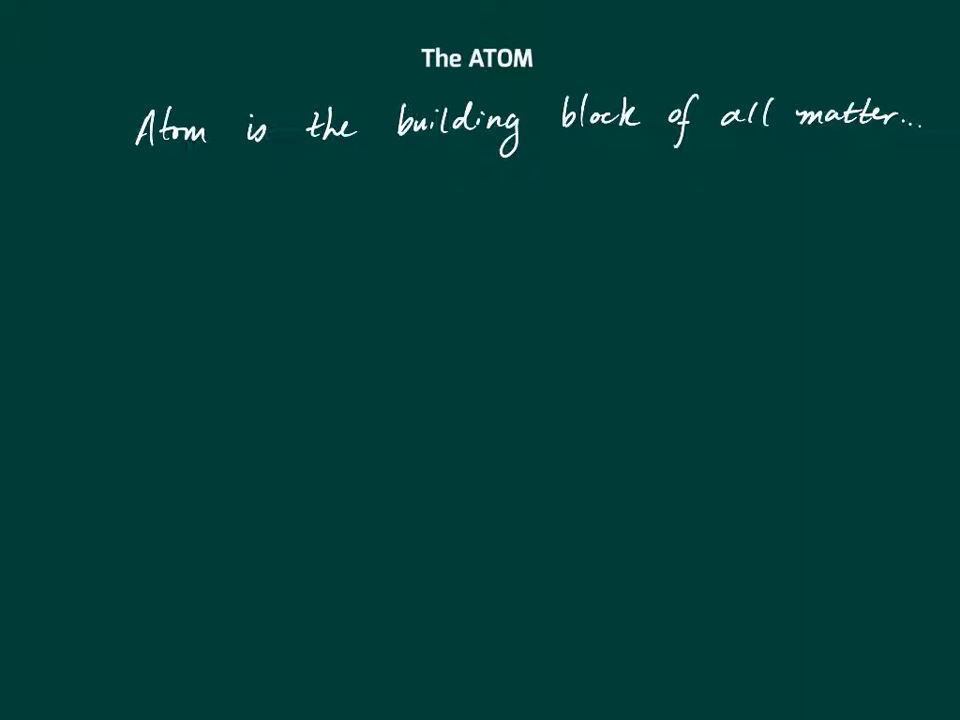 The ATOM
Atom is the building block of all matter...